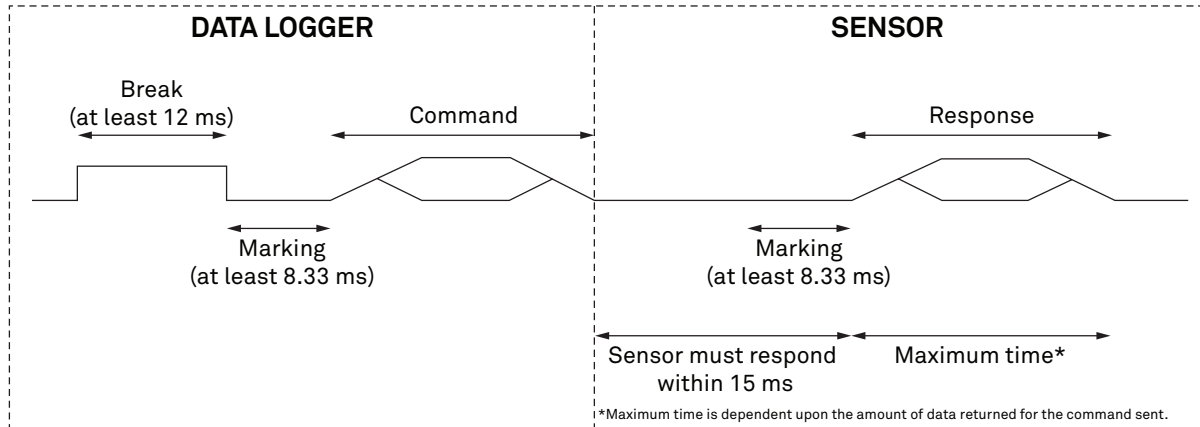 DATA LOGGER
SENSOR
Break
(at least 12 ms)
Command
Response
Marking
(at least 8.33 ms)
Marking
(at least 8.33 ms)
Sensor must respond
within 15 ms
Maximum time*
*Maximum time is dependent upon the amount of data returned for the command sent.